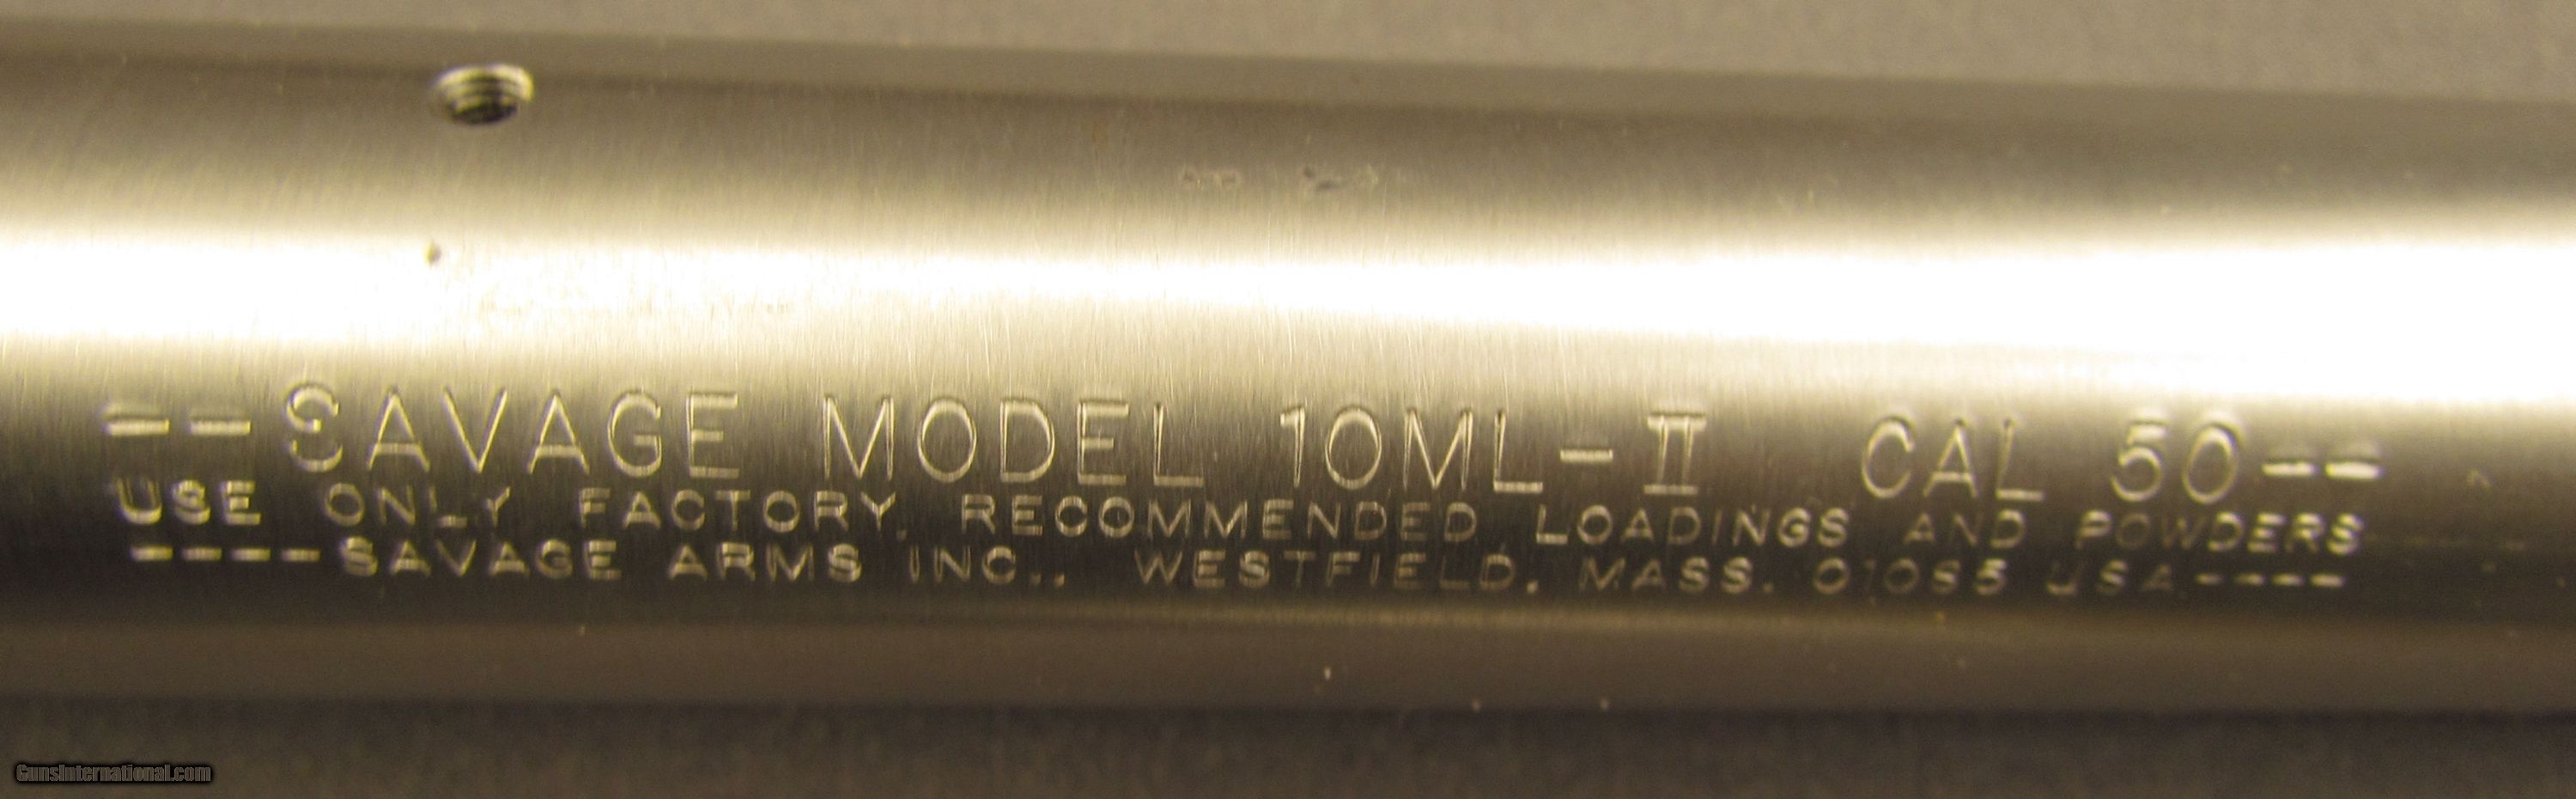 --SAVAGE MODEL 10ML-II CAL 50--
USE ONLY FACTORY RECOMMENDED LOADINGS AND POWDERS
----SAVAGE ARMS INC., WESTFIELD, MASS. 01085 USA----
GunsInternational.com